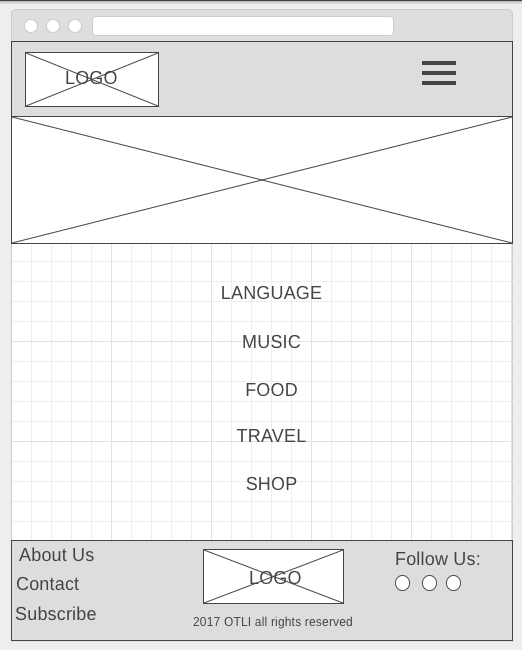 LOGO
LANGUAGE
MUSIC
FOOD
TRAVEL
SHOP
About Us
Contact
Subscribe
LOGO
2017 OTLI all rights reserved
Follow Us: